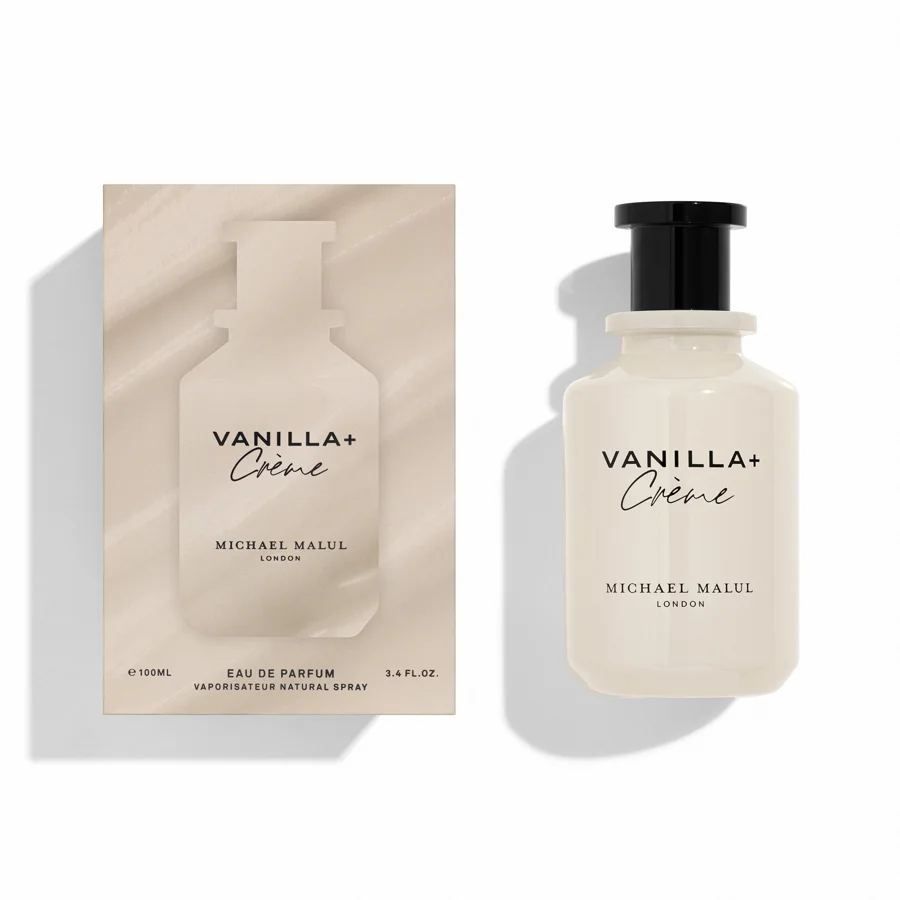 VANILLA+
Crème
MICHAEL MALUL
LONDON
℮ 100ML
EAU DE PARFUM
VAPORISATEUR NATURAL SPRAY
3.4 FL.OZ.
VANILLA+
Crème
MICHAEL MALUL
LONDON